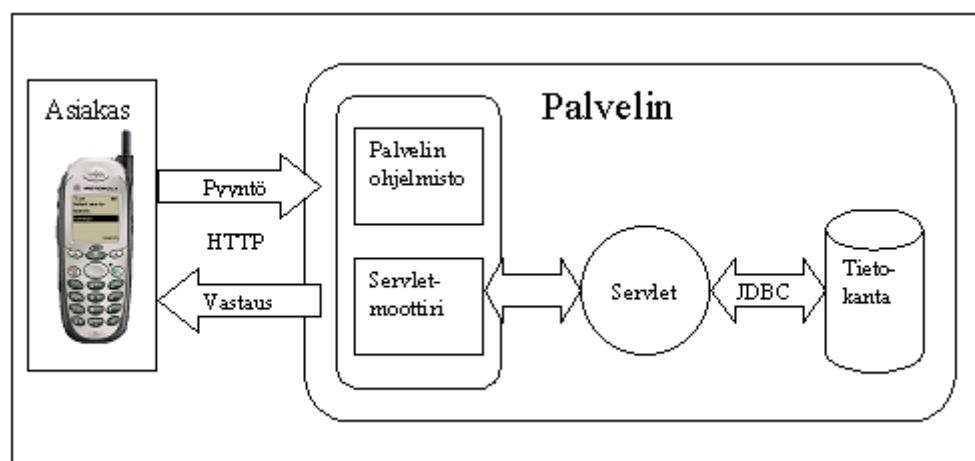 Asiakas
Palvelin
Pyyntö
HTTP
Vastaus
Palvelin
ohjelmisto
Servlet-
moottiri
Servlet
JDBC
Tieto-
kanta